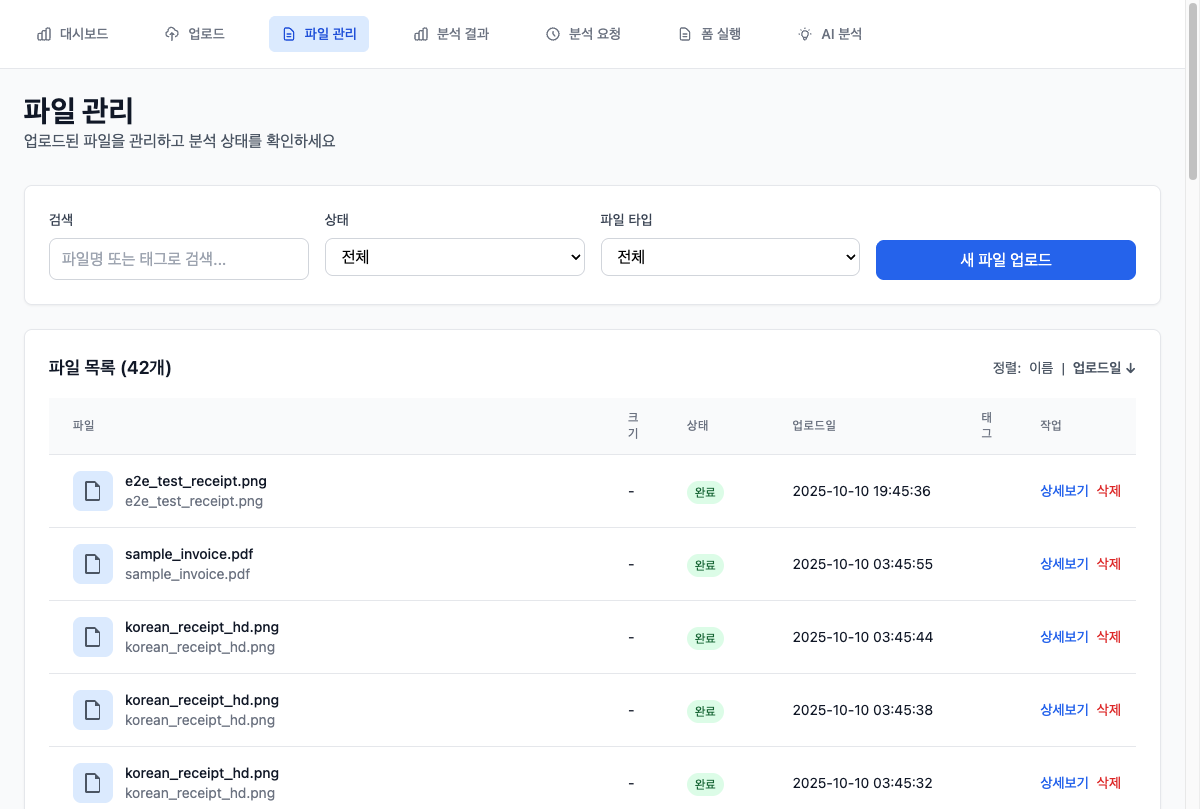 대시보드 업로드 파일 관리 분석 결과 분석 요청 폼 실행 AI 분석
파일 관리
업로드된 파일을 관리하고 분석 상태를 확인하세요
검색 상태 파일 타입
파일명 또는 태그로 검색... 전체 전체 새 파일 업로드
파일 목록 (42개) 정렬: 이름 | 업로드일 ↓
파일 크기 상태 업로드일 태그 작업
e2e_test_receipt.png
e2e_test_receipt.png - 완료 2025-10-10 19:45:36 상세보기 삭제
sample_invoice.pdf
sample_invoice.pdf - 완료 2025-10-10 03:45:55 상세보기 삭제
korean_receipt_hd.png
korean_receipt_hd.png - 완료 2025-10-10 03:45:44 상세보기 삭제
korean_receipt_hd.png
korean_receipt_hd.png - 완료 2025-10-10 03:45:38 상세보기 삭제
korean_receipt_hd.png
korean_receipt_hd.png - 완료 2025-10-10 03:45:32 상세보기 삭제